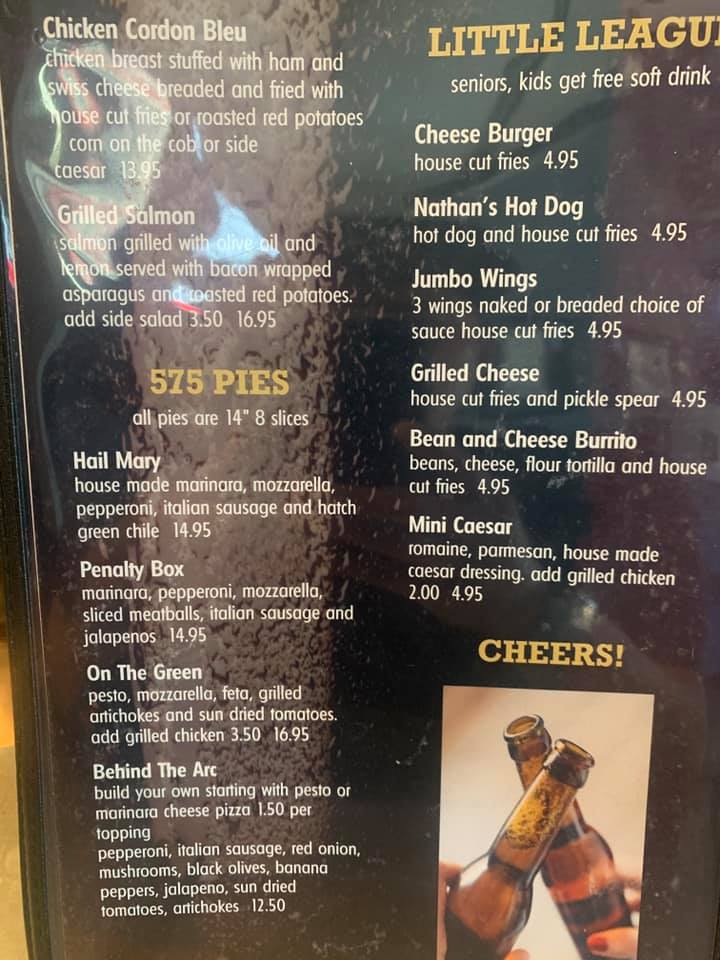 Chicken Cordon Bleu
chicken breast stuffed with ham and
swiss cheese breaded and fried with
house cut fries or roasted red potatoes
corn on the cob or side
caesar 13.95
Grilled Salmon
salmon grilled with olive oil and
lemon served with bacon wrapped
asparagus and roasted red potatoes.
add side salad 3.50 16.95
575 PIES
all pies are 14" 8 slices
Hail Mary
house made marinara, mozzarella,
pepperoni, italian sausage and hatch
green chile 14.95
Penalty Box
marinara, pepperoni, mozzarella,
sliced meatballs, italian sausage and
jalapenos 14.95
On The Green
pesto, mozzarella, feta, grilled
artichokes and sun dried tomatoes.
add grilled chicken 3.50 16.95
Behind The Arc
build your own starting with pesto or
marinara cheese pizza 1.50 per
topping
pepperoni, italian sausage, red onion,
mushrooms, black olives, banana
peppers, jalapeno, sun dried
tomatoes, artichokes 12.50
LITTLE LEAGU
seniors, kids get free soft drink
Cheese Burger
house cut fries 4.95
Nathan's Hot Dog
hot dog and house cut fries 4.95
Jumbo Wings
3 wings naked or breaded choice of
sauce house cut fries 4.95
Grilled Cheese
house cut fries and pickle spear 4.95
Bean and Cheese Burrito
beans, cheese, flour tortilla and house
cut fries 4.95
Mini Caesar
romaine, parmesan, house made
caesar dressing. add grilled chicken
2.00 4.95
CHEERS!